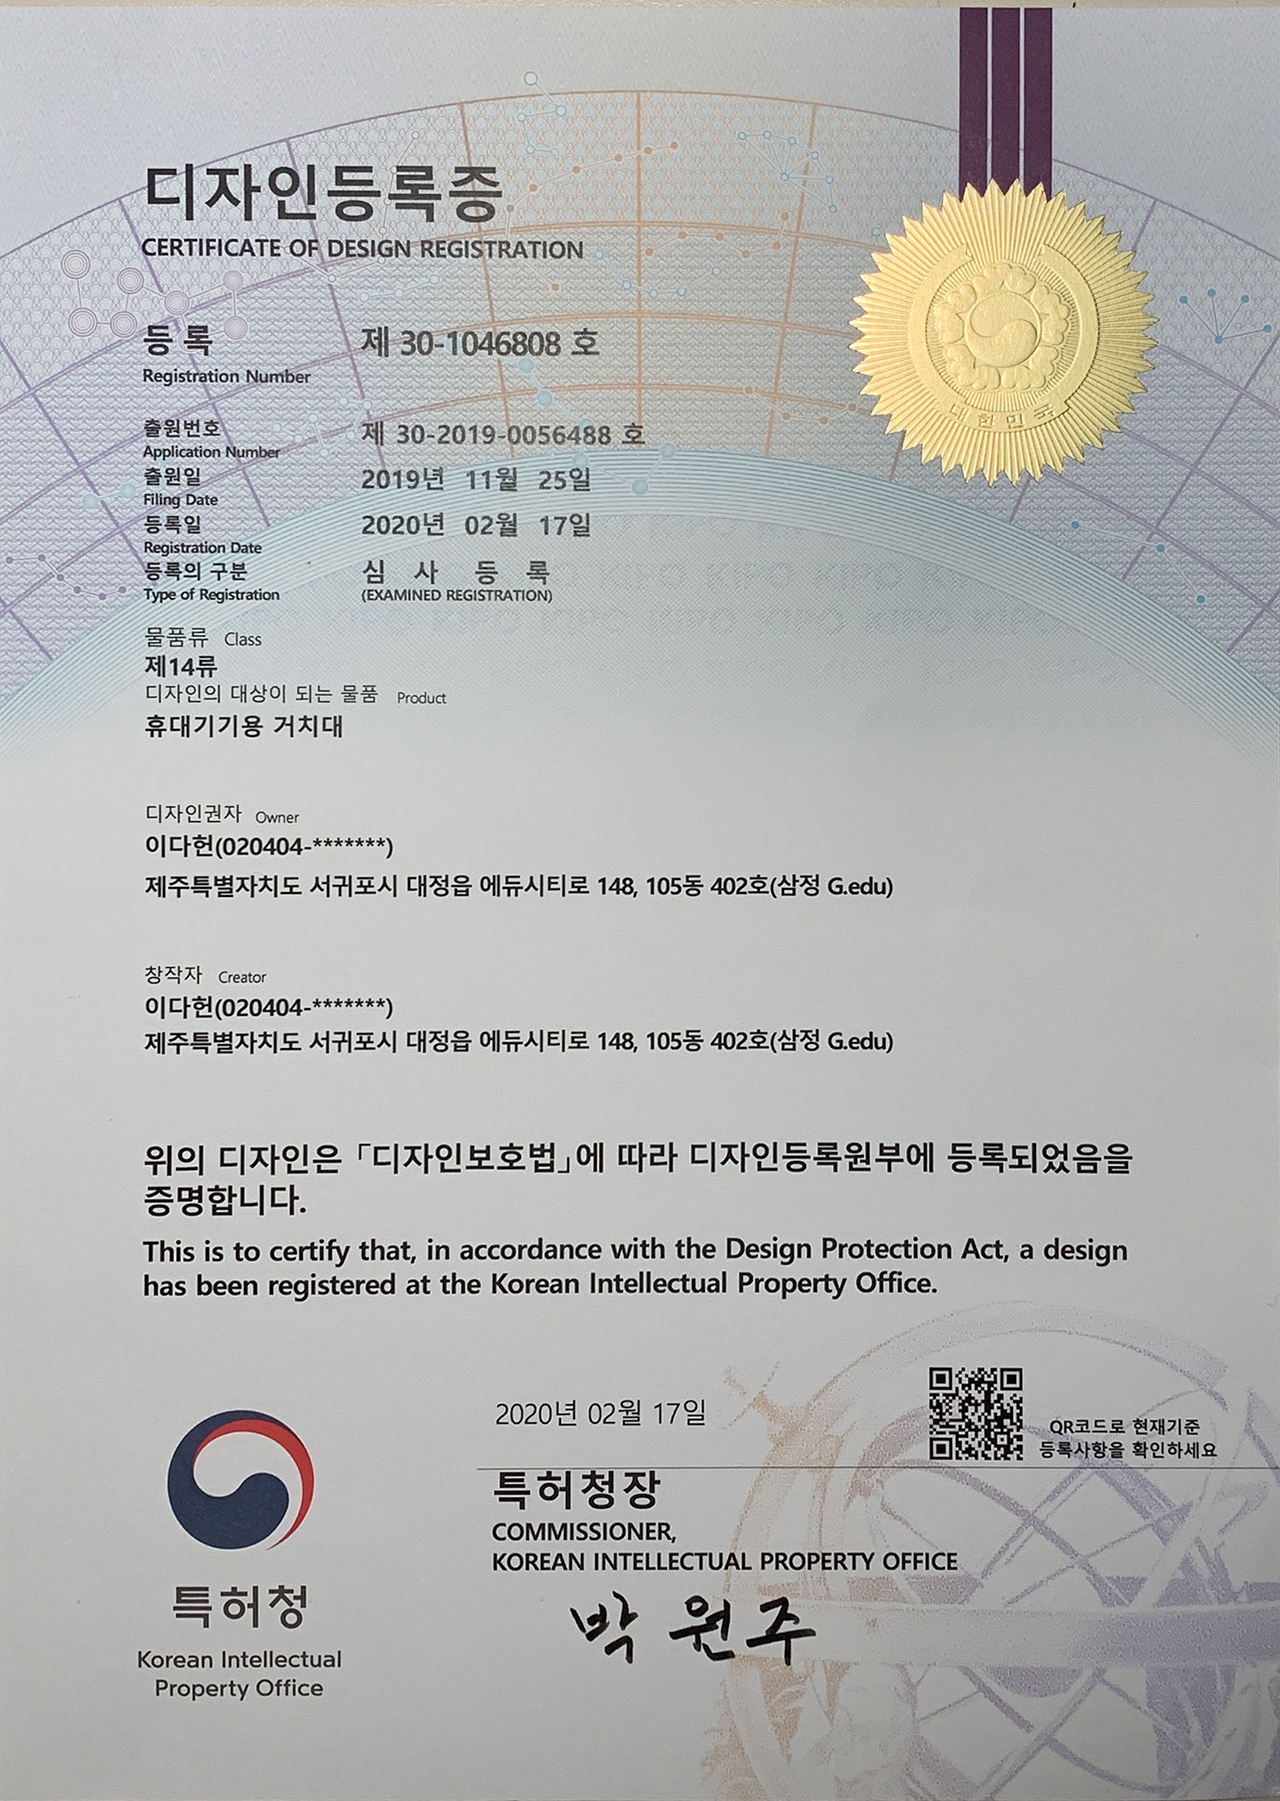 디자인등록증
CERTIFICATE OF DESIGN REGISTRATION
대한민국
등 록 제 30-1046808 호
Registration Number
출원번호 제 30-2019-0056488 호
Application Number
출원일 2019년 11월 25일
Filing Date
등록일 2020년 02월 17일
Registration Date
등록의 구분 심 사 등 록
Type of Registration (EXAMINED REGISTRATION)
물품류 Class
제14류
디자인의 대상이 되는 물품 Product
휴대기기용 거치대
디자인권자 Owner
이다헌(020404-*******)
제주특별자치도 서귀포시 대정읍 에듀시티로 148, 105동 402호(삼정 G.edu)
창작자 Creator
이다헌(020404-*******)
제주특별자치도 서귀포시 대정읍 에듀시티로 148, 105동 402호(삼정 G.edu)
위의 디자인은 「디자인보호법」에 따라 디자인등록원부에 등록되었음을
증명합니다.
This is to certify that, in accordance with the Design Protection Act, a design
has been registered at the Korean Intellectual Property Office.
2020년 02월 17일
QR코드로 현재기준
등록사항을 확인하세요
특허청장
COMMISSIONER,
KOREAN INTELLECTUAL PROPERTY OFFICE
박 원 주
특허청
Korean Intellectual
Property Office